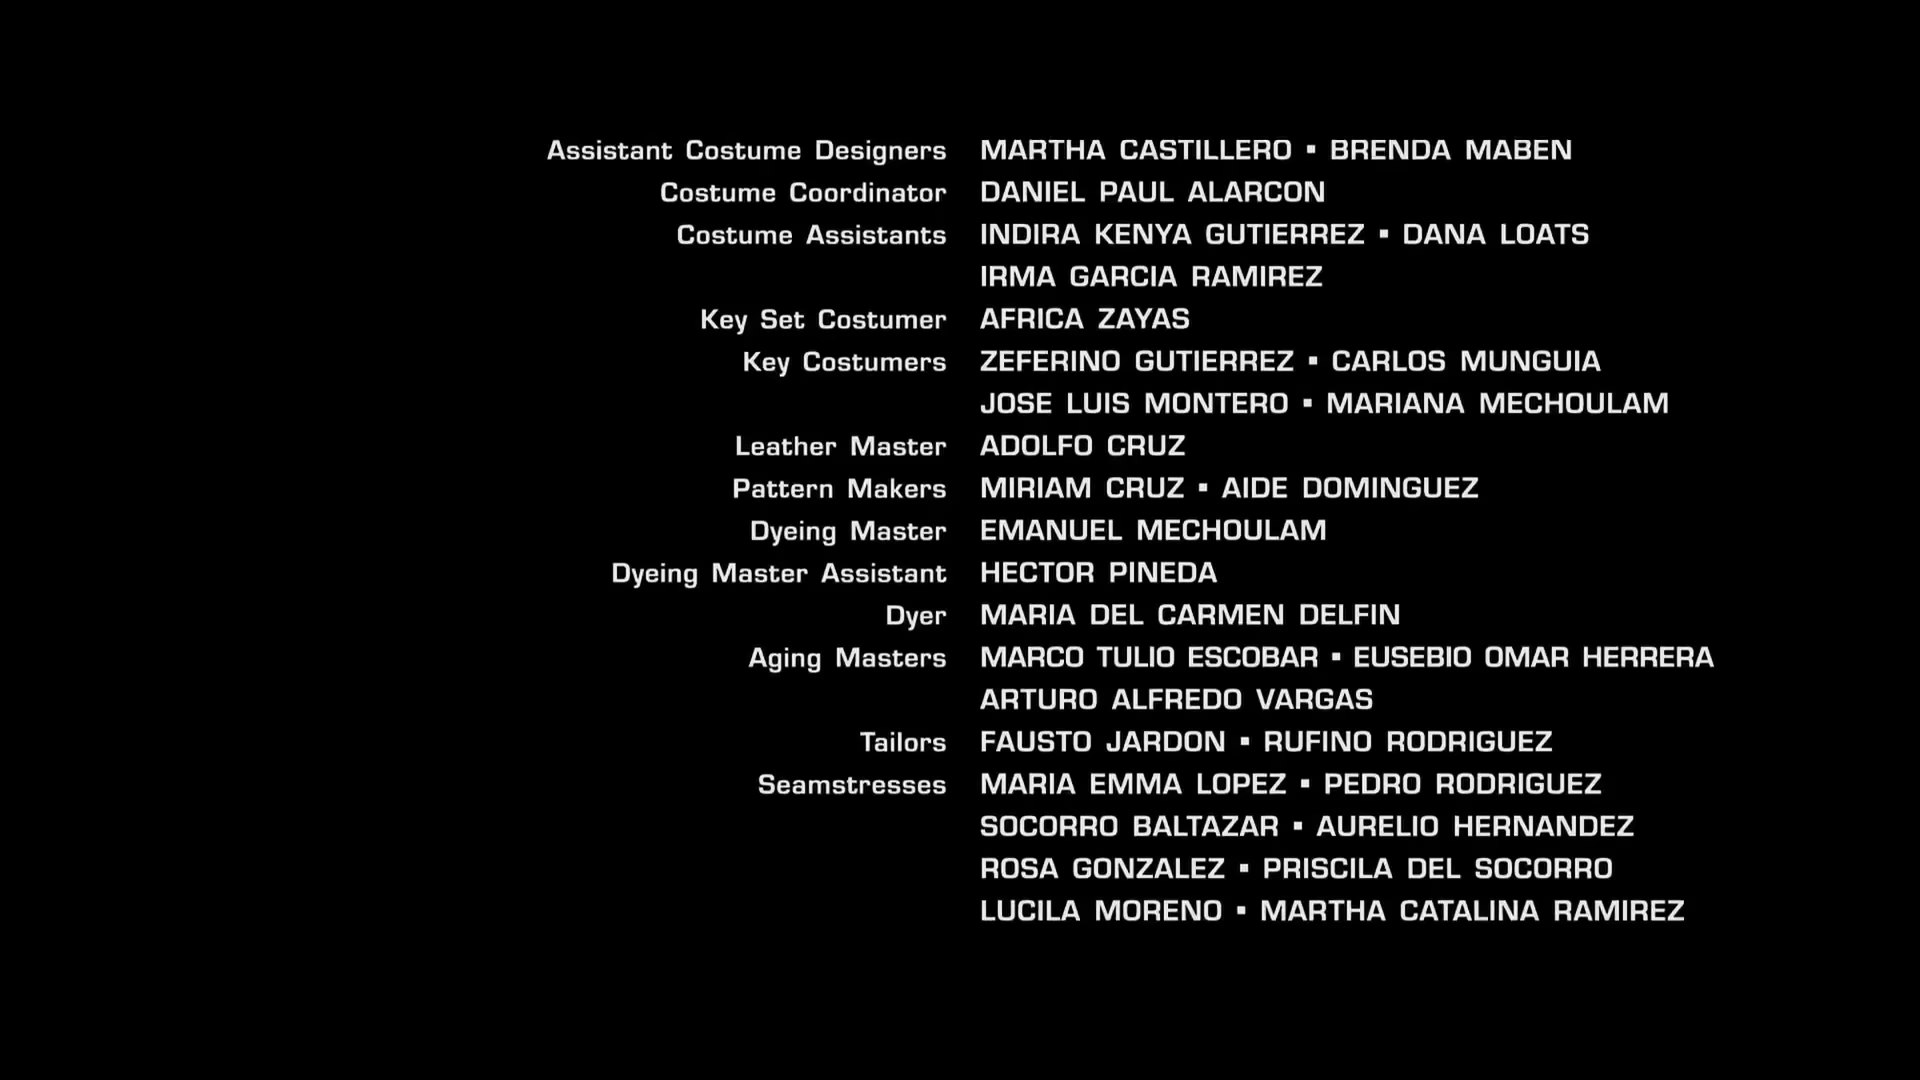 Assistant Costume Designers MARTHA CASTILLERO ▪ BRENDA MABEN
Costume Coordinator DANIEL PAUL ALARCON
Costume Assistants INDIRA KENYA GUTIERREZ ▪ DANA LOATS
IRMA GARCIA RAMIREZ
Key Set Costumer AFRICA ZAYAS
Key Costumers ZEFERINO GUTIERREZ ▪ CARLOS MUNGUIA
JOSE LUIS MONTERO ▪ MARIANA MECHOULAM
Leather Master ADOLFO CRUZ
Pattern Makers MIRIAM CRUZ ▪ AIDE DOMINGUEZ
Dyeing Master EMANUEL MECHOULAM
Dyeing Master Assistant HECTOR PINEDA
Dyer MARIA DEL CARMEN DELFIN
Aging Masters MARCO TULIO ESCOBAR ▪ EUSEBIO OMAR HERRERA
ARTURO ALFREDO VARGAS
Tailors FAUSTO JARDON ▪ RUFINO RODRIGUEZ
Seamstresses MARIA EMMA LOPEZ ▪ PEDRO RODRIGUEZ
SOCORRO BALTAZAR ▪ AURELIO HERNANDEZ
ROSA GONZALEZ ▪ PRISCILA DEL SOCORRO
LUCILA MORENO ▪ MARTHA CATALINA RAMIREZ